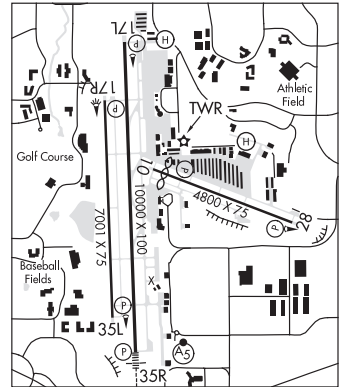 17L
P
H
17R
P
Athletic
Field
TWR
H
Golf Course
P
10
4800 X 75
28
P
7001 X 75
10000 X 100
Baseball
Fields
X
P
35L
P
P
A5
35R